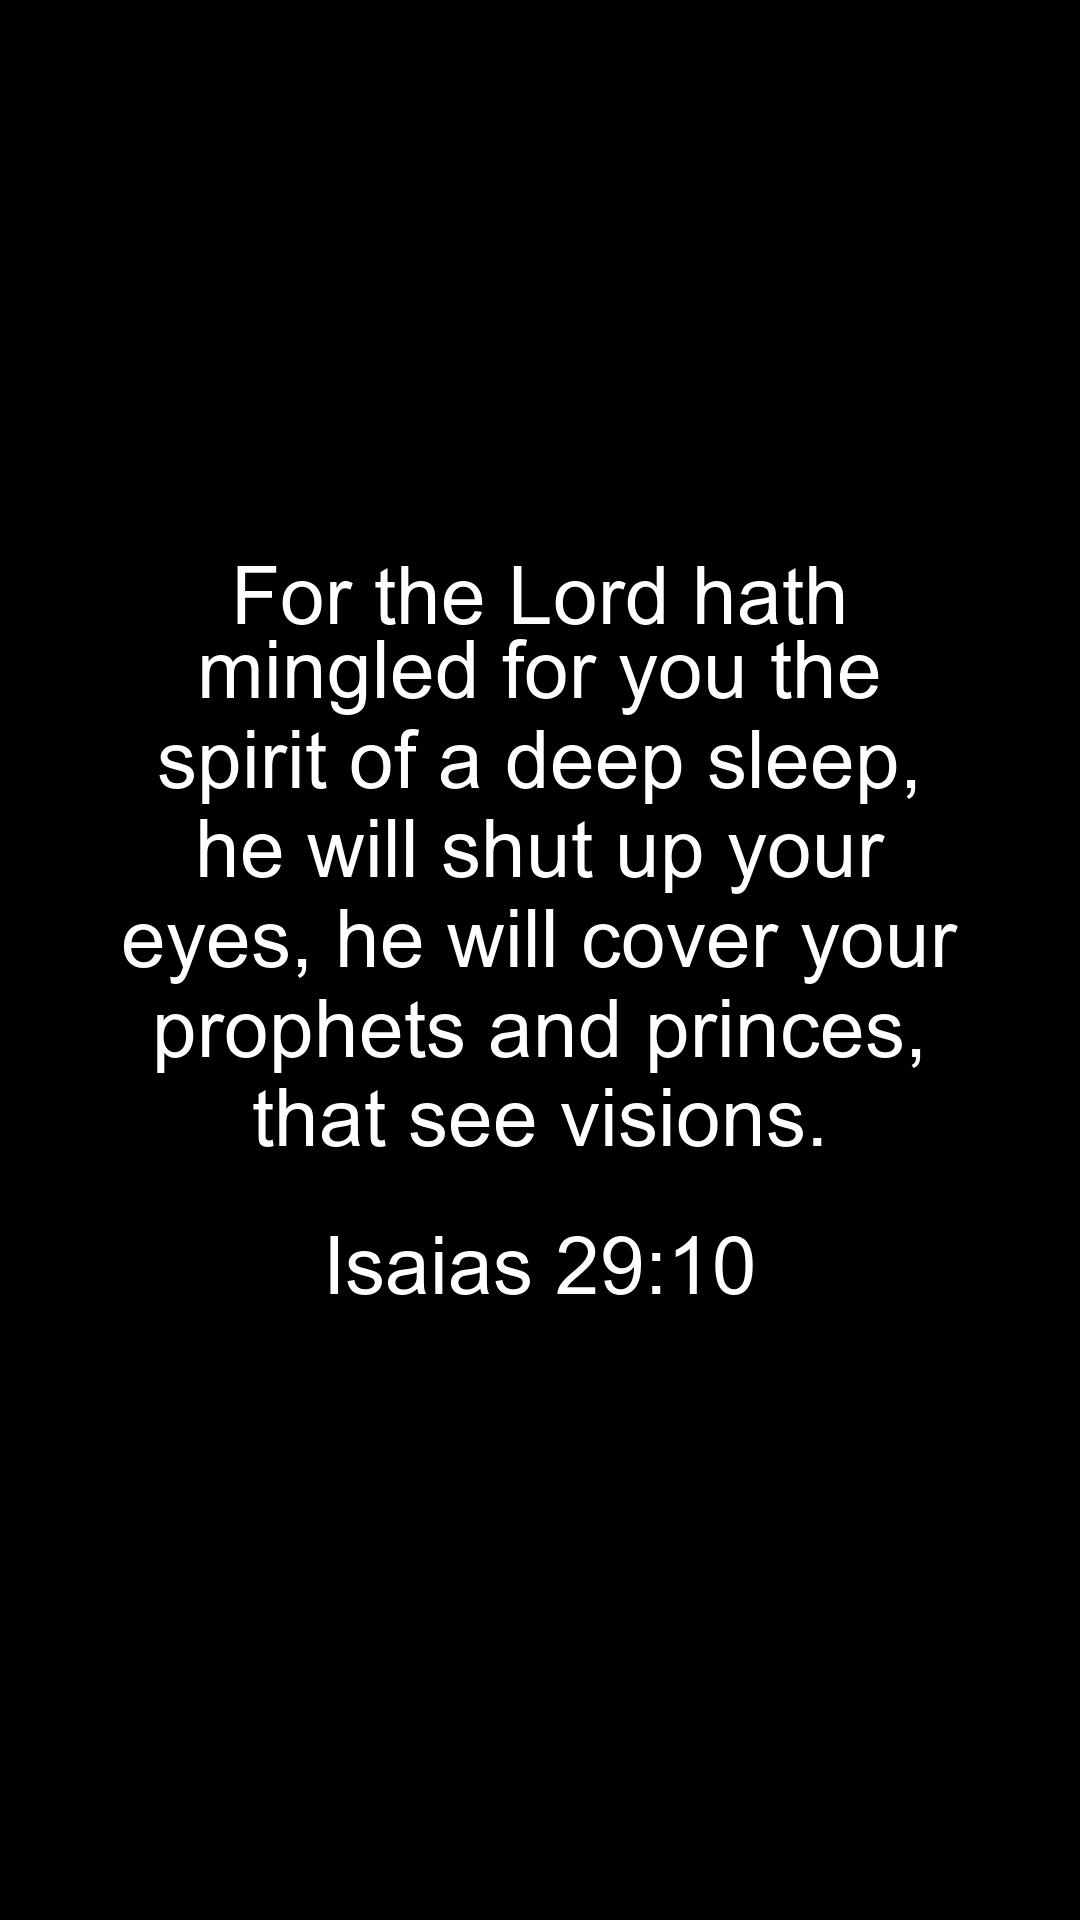 For the Lord hath
mingled for you the
spirit of a deep sleep,
he will shut up your
eyes, he will cover your
prophets and princes,
that see visions.
Isaias 29:10